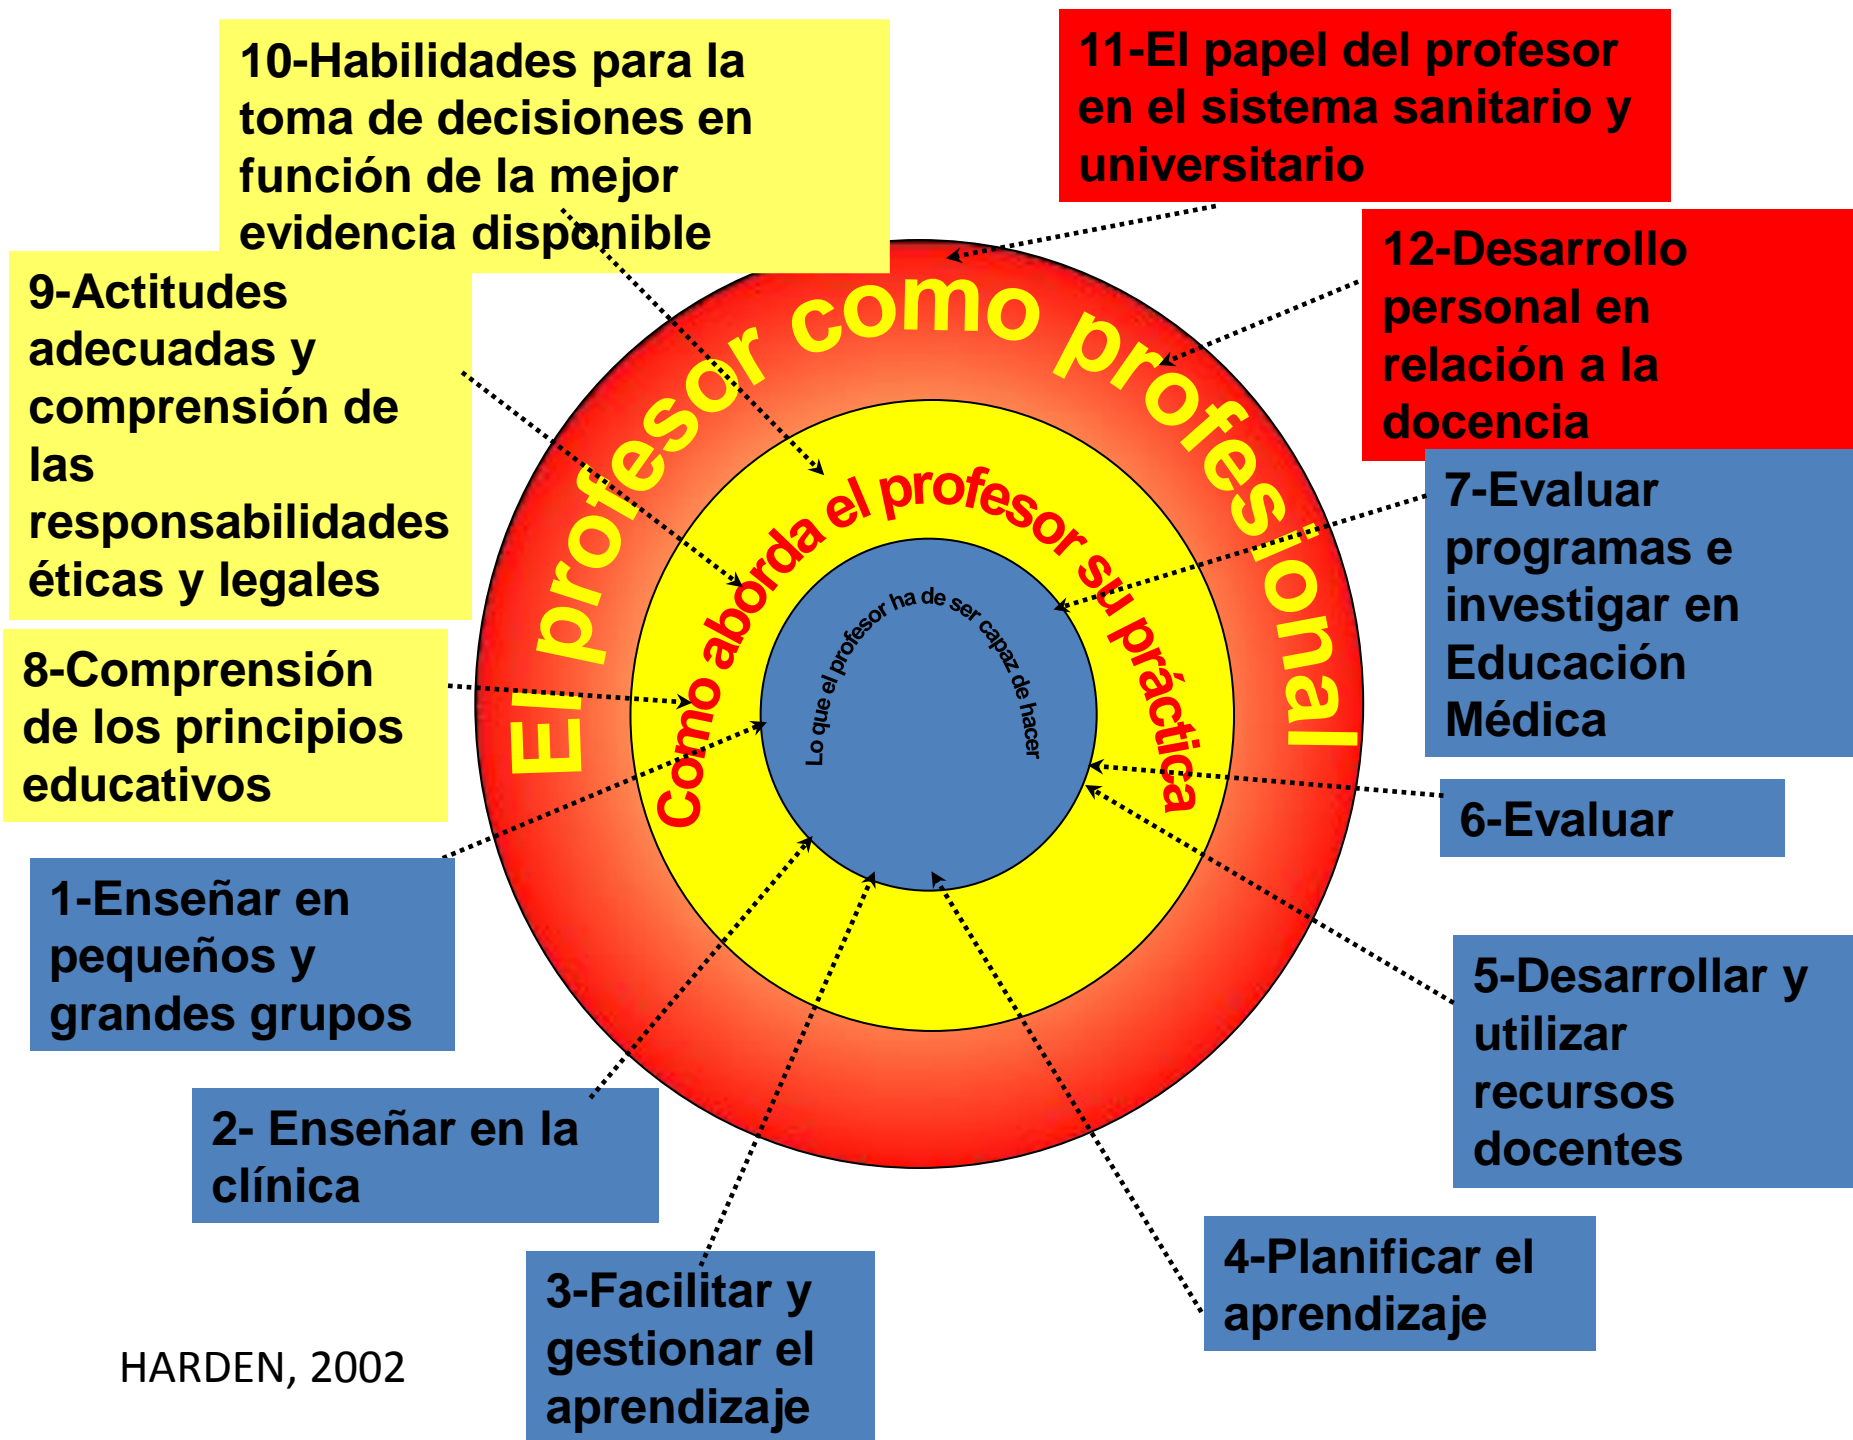 10-Habilidades para la
toma de decisiones en
función de la mejor
evidencia disponible
11-El papel del profesor
en el sistema sanitario y
universitario
12-Desarrollo
personal en
relación a la
docencia
9-Actitudes
adecuadas y
comprensión de
las
responsabilidades
éticas y legales
El profesor como profesional
Como aborda el profesor su práctica
Lo que el profesor ha de ser capaz de hacer
7-Evaluar
programas e
investigar en
Educación
Médica
8-Comprensión
de los principios
educativos
6-Evaluar
1-Enseñar en
pequeños y
grandes grupos
5-Desarrollar y
utilizar
recursos
docentes
2- Enseñar en la
clínica
4-Planificar el
aprendizaje
3-Facilitar y
gestionar el
aprendizaje
HARDEN, 2002